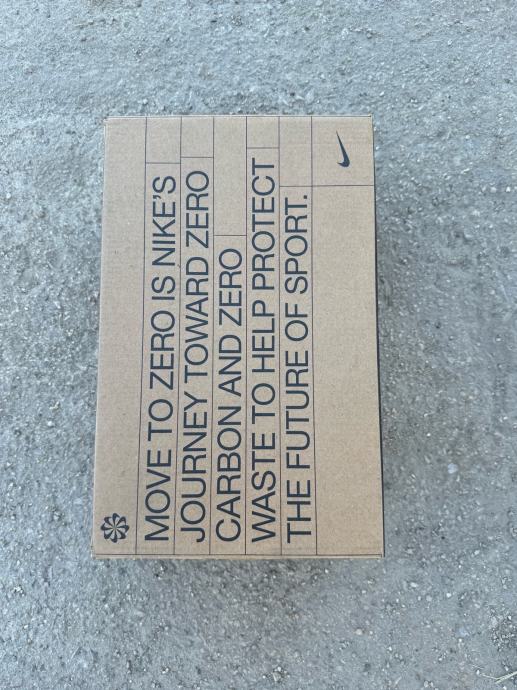 MOVE TO ZERO IS NIKE'S
JOURNEY TOWARD ZERO
CARBON AND ZERO
WASTE TO HELP PROTECT
THE FUTURE OF SPORT.